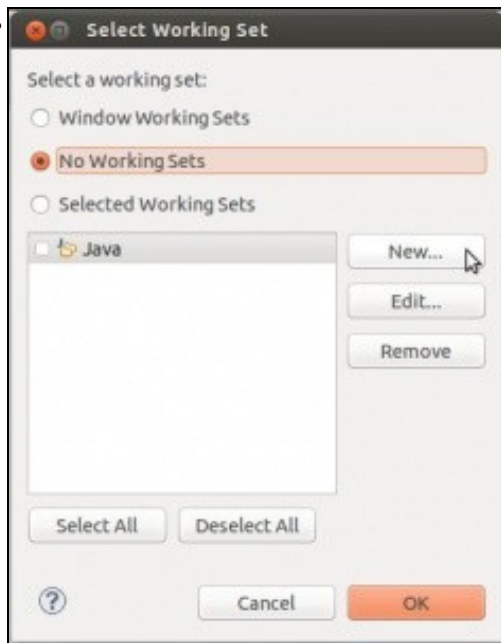 Select Working Set
Select a working set:
Window Working Sets
No Working Sets
Selected Working Sets
Java
New...
Edit...
Remove
Select All Deselect All
Cancel OK